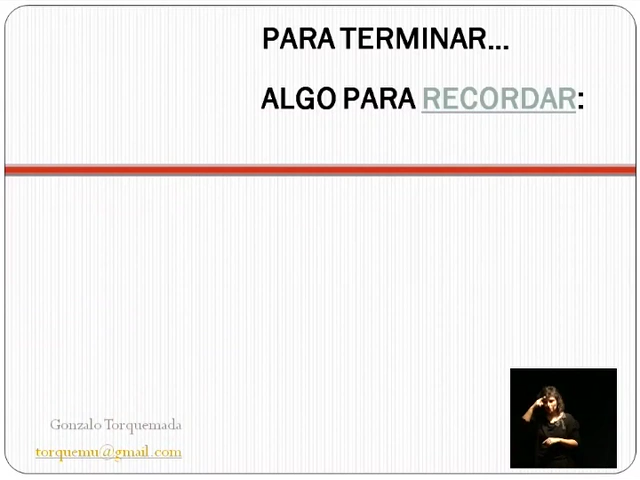 PARA TERMINAR...
ALGO PARA RECORDAR:
Gonzalo Torquemada
torquemu@gmail.com